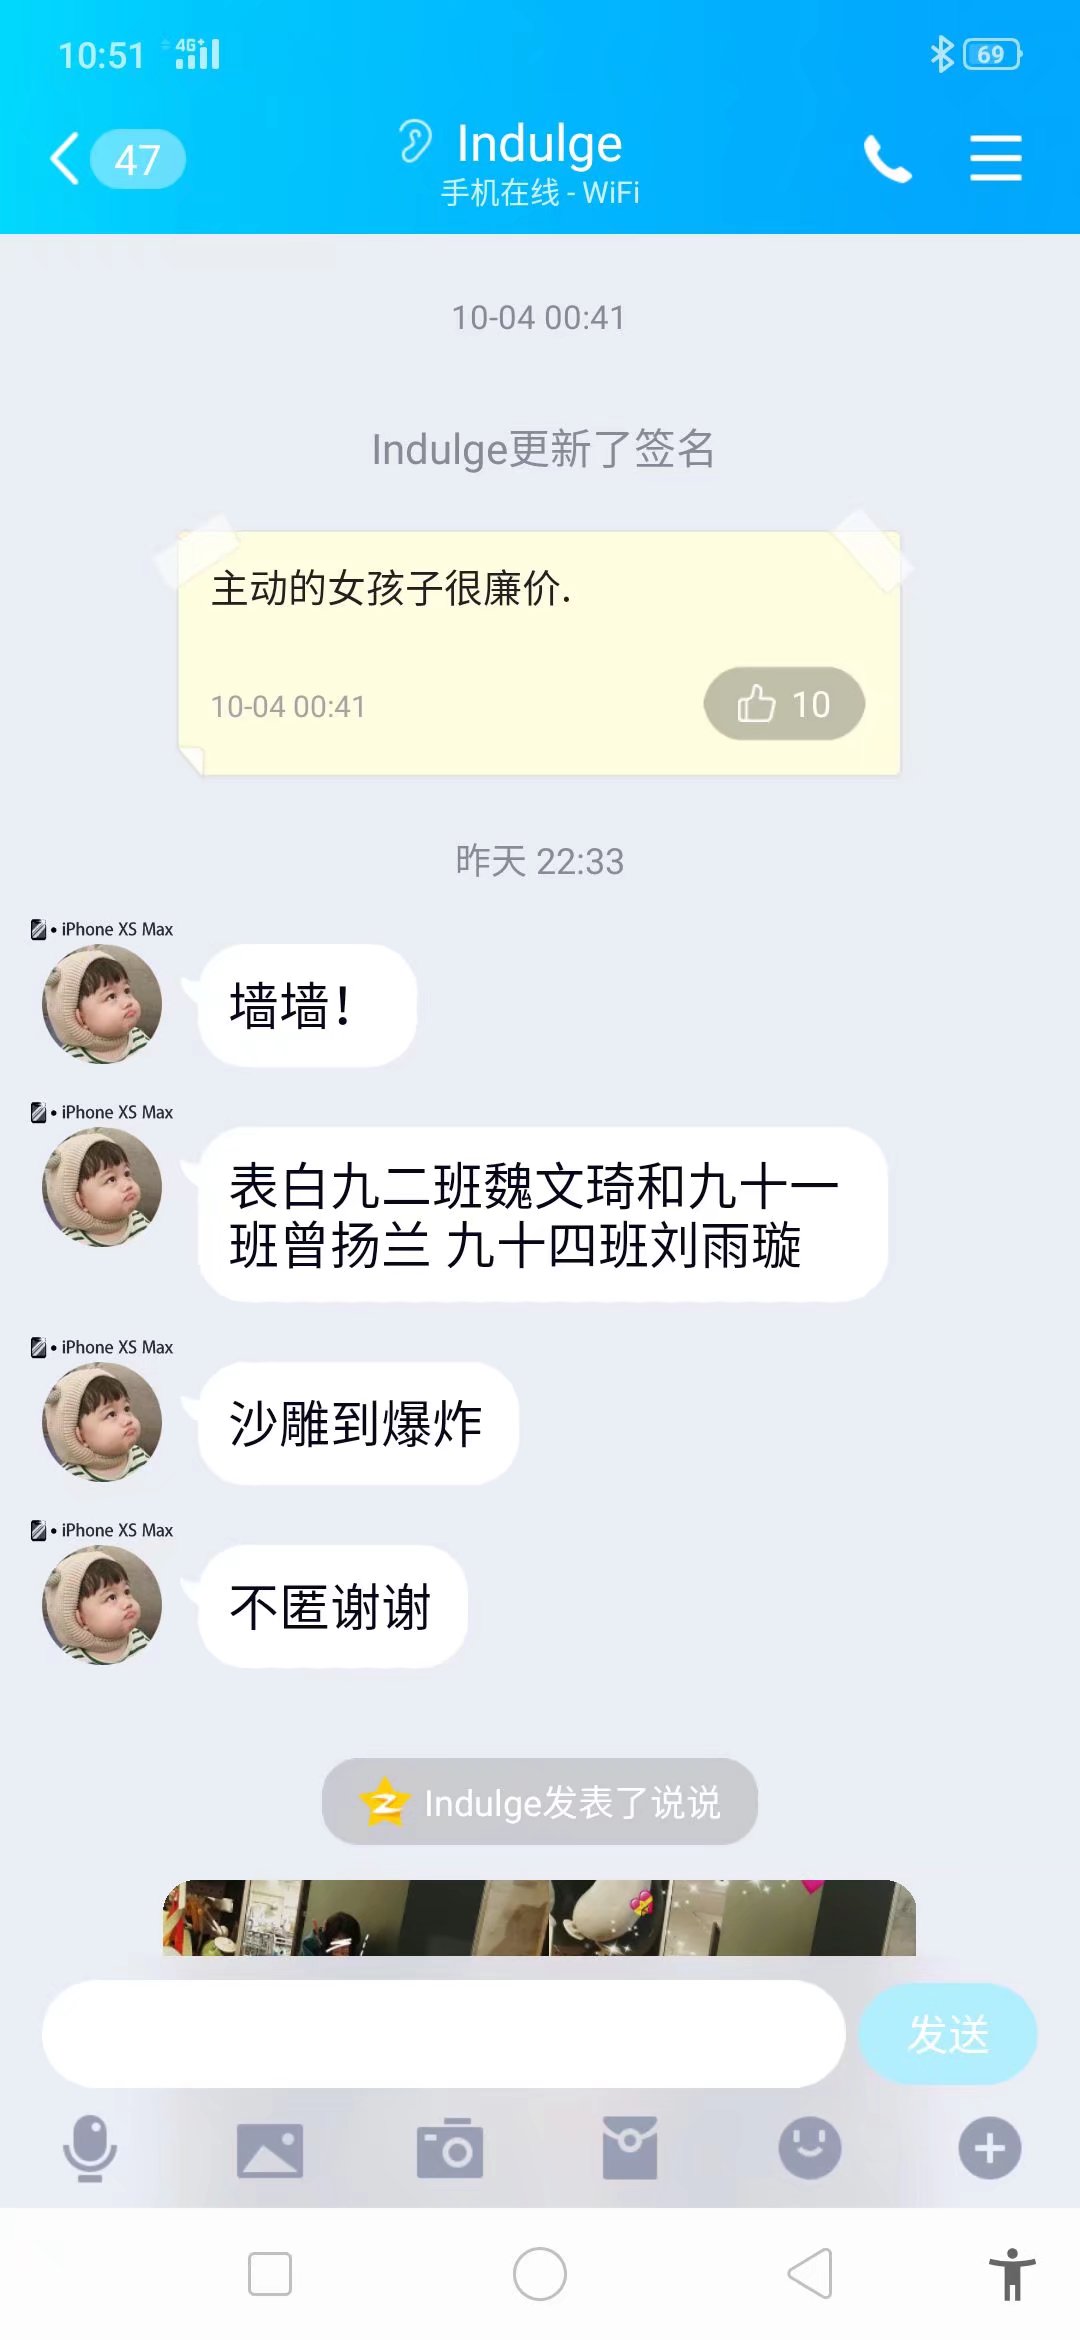 10:51 4G+ 69
47 Indulge
手机在线 - WiFi
10-04 00:41
Indulge更新了签名
主动的女孩子很廉价.
10-04 00:41 10
昨天 22:33
iPhone XS Max
墙墙！
iPhone XS Max
表白九二班魏文琦和九十一
班曾扬兰 九十四班刘雨璇
iPhone XS Max
沙雕到爆炸
iPhone XS Max
不匿谢谢
Indulge发表了说说
发送